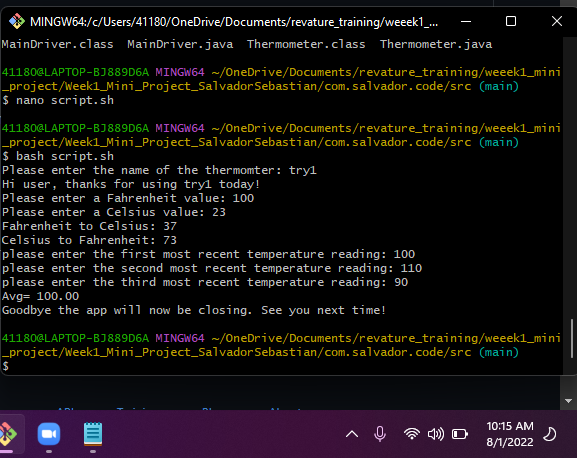 MINGW64:/c/Users/41180/OneDrive/Documents/revature_training/weeek1_...
MainDriver.class  MainDriver.java  Thermometer.class  Thermometer.java
41180@LAPTOP-BJ889D6A MINGW64 ~/OneDrive/Documents/revature_training/weeek1_mini
_project/Week1_Mini_Project_SalvadorSebastian/com.salvador.code/src (main)
$ nano script.sh
41180@LAPTOP-BJ889D6A MINGW64 ~/OneDrive/Documents/revature_training/weeek1_mini
_project/Week1_Mini_Project_SalvadorSebastian/com.salvador.code/src (main)
$ bash script.sh
Please enter the name of the thermomter: try1
Hi user, thanks for using try1 today!
Please enter a Fahrenheit value: 100
Please enter a Celsius value: 23
Fahrenheit to Celsius: 37
Celsius to Fahrenheit: 73
please enter the first most recent temperature reading: 100
please enter the second most recent temperature reading: 110
please enter the third most recent temperature reading: 90
Avg= 100.00
Goodbye the app will now be closing. See you next time!
41180@LAPTOP-BJ889D6A MINGW64 ~/OneDrive/Documents/revature_training/weeek1_mini
_project/Week1_Mini_Project_SalvadorSebastian/com.salvador.code/src (main)
$
10:15 AM
8/1/2022